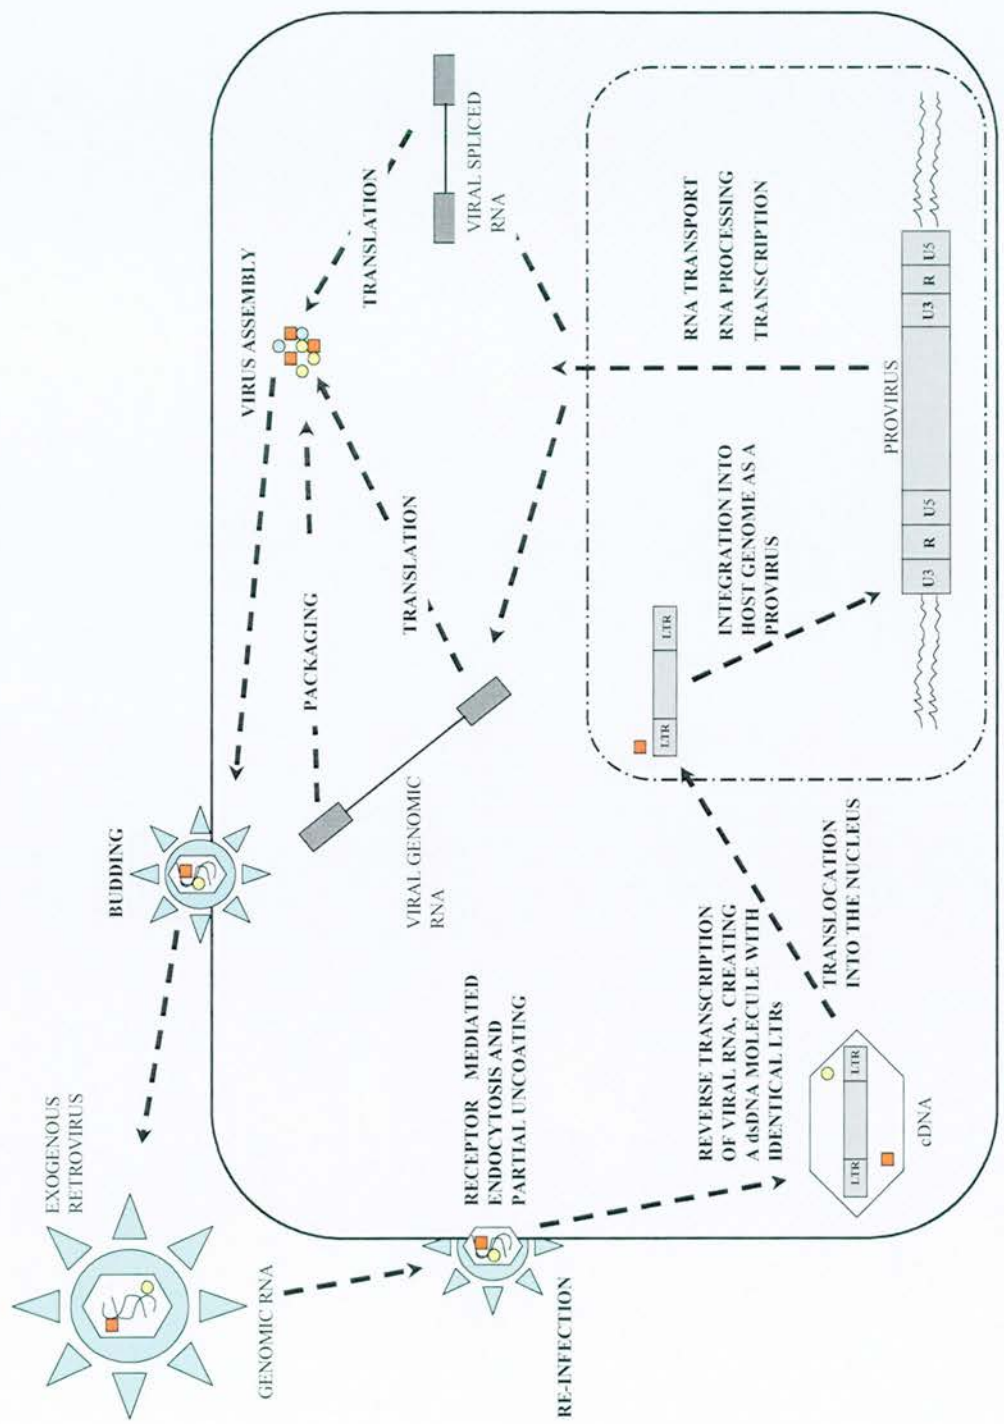 EXOGENOUS
RETROVIRUS
GENOMIC RNA
RE-INFECTION
RECEPTOR MEDIATED
ENDOCYTOSIS AND
PARTIAL UNCOATING
REVERSE TRANSCRIPTION
OF VIRAL RNA, CREATING
A dsDNA MOLECULE WITH
IDENTICAL LTRs
LTR
LTR
cDNA
TRANSLOCATION
INTO THE NUCLEUS
LTR
LTR
INTEGRATION INTO
HOST GENOME AS A
PROVIRUS
PROVIRUS
U3
R
U5
U3
R
U5
RNA TRANSPORT
RNA PROCESSING
TRANSCRIPTION
VIRAL SPLICED
RNA
TRANSLATION
VIRAL GENOMIC
RNA
TRANSLATION
PACKAGING
VIRUS ASSEMBLY
BUDDING